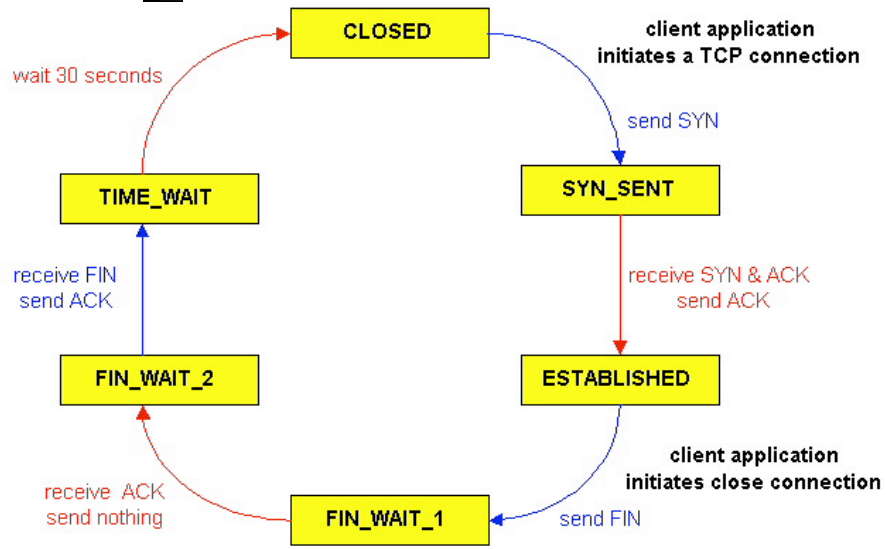 CLOSED
client application
initiates a TCP connection
wait 30 seconds
send SYN
TIME_WAIT
SYN_SENT
receive FIN
send ACK
receive SYN & ACK
send ACK
FIN_WAIT_2
ESTABLISHED
client application
initiates close connection
receive ACK
send nothing
FIN_WAIT_1
send FIN